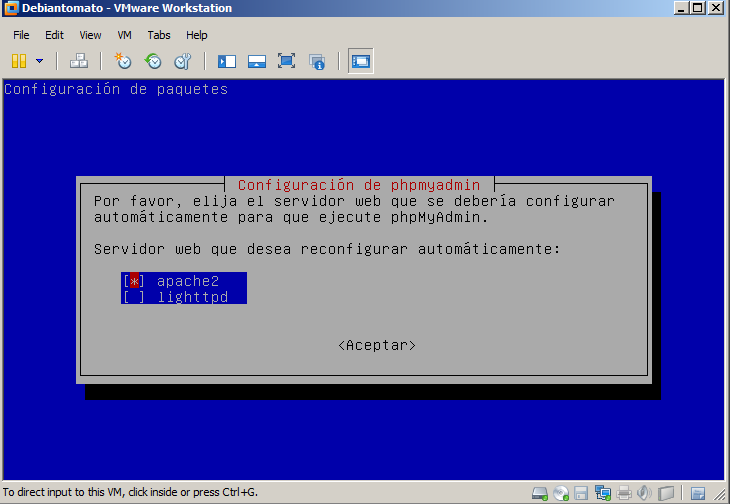 Debiantomato - VMware Workstation
File Edit View VM Tabs Help
Configuración de paquetes
Configuración de phpmyadmin
Por favor, elija el servidor web que se debería configurar
automáticamente para que ejecute phpMyAdmin.
Servidor web que desea reconfigurar automáticamente:
[*] apache2
[ ] lighttpd
<Aceptar>
To direct input to this VM, click inside or press Ctrl+G.